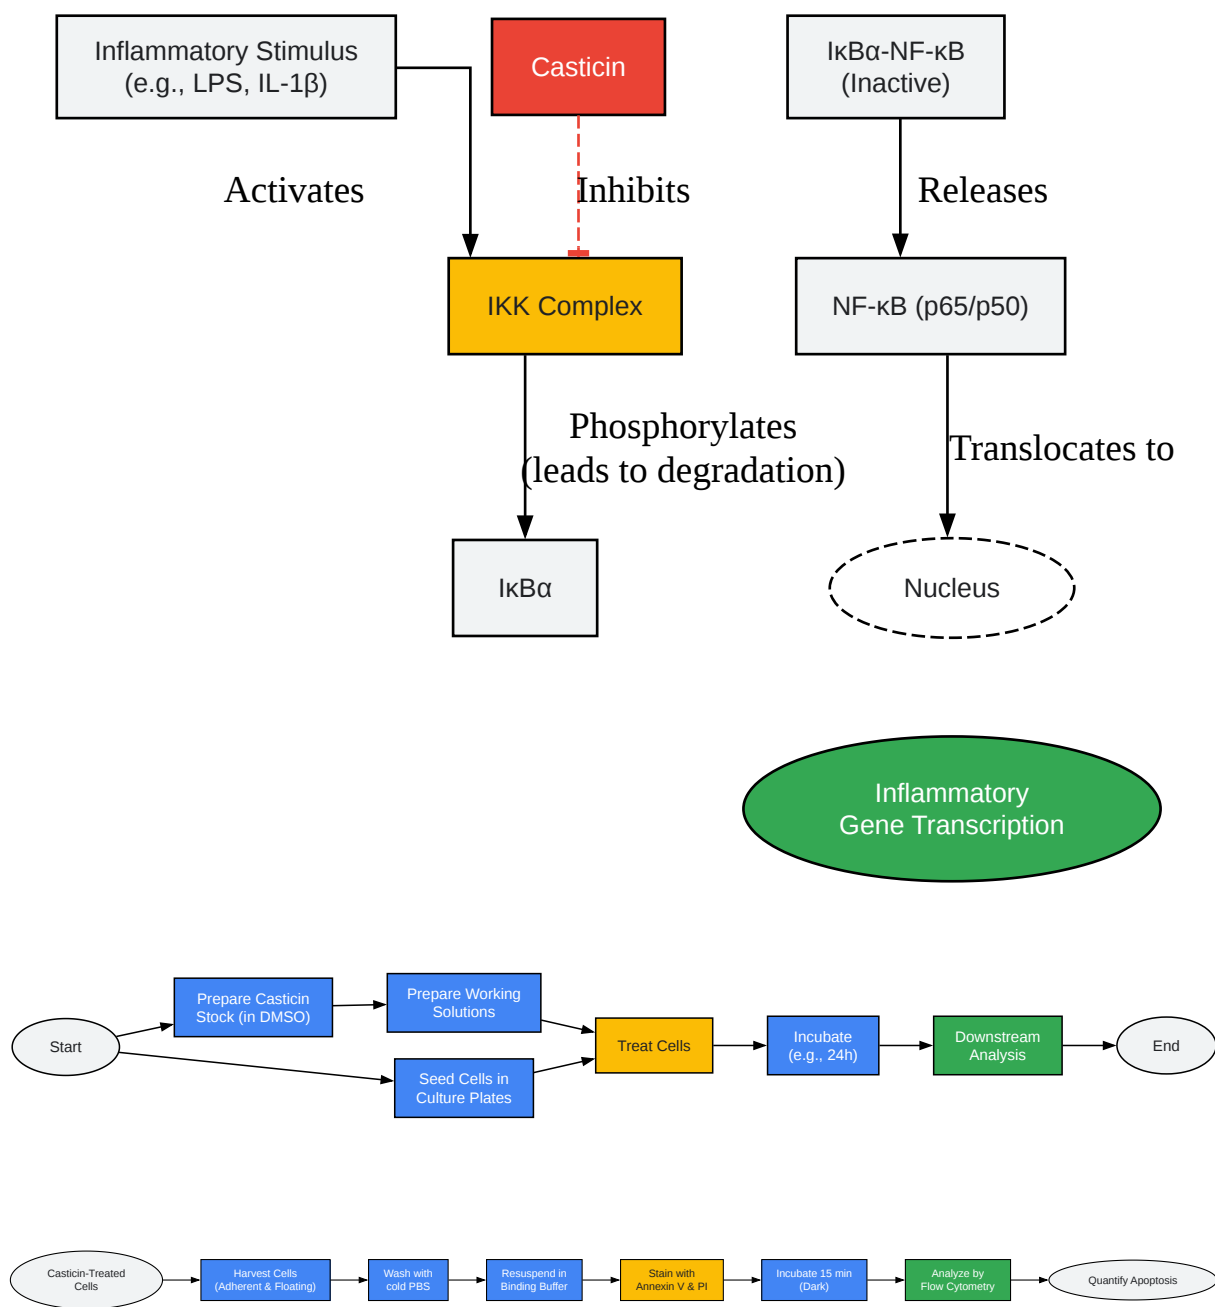 Inflammatory Stimulus
(e.g., LPS, IL-1β)
Casticin
IκBα-NF-κB
(Inactive)
Activates
Inhibits
Releases
IKK Complex
NF-κB (p65/p50)
Phosphorylates
(leads to degradation)
Translocates to
IκBα
Nucleus
Inflammatory
Gene Transcription
Start
Prepare Casticin
Stock (in DMSO)
Prepare Working
Solutions
Seed Cells in
Culture Plates
Treat Cells
Incubate
(e.g., 24h)
Downstream
Analysis
End
Casticin-Treated
Cells
Harvest Cells
(Adherent & Floating)
Wash with
cold PBS
Resuspend in
Binding Buffer
Stain with
Annexin V & PI
Incubate 15 min
(Dark)
Analyze by
Flow Cytometry
Quantify Apoptosis